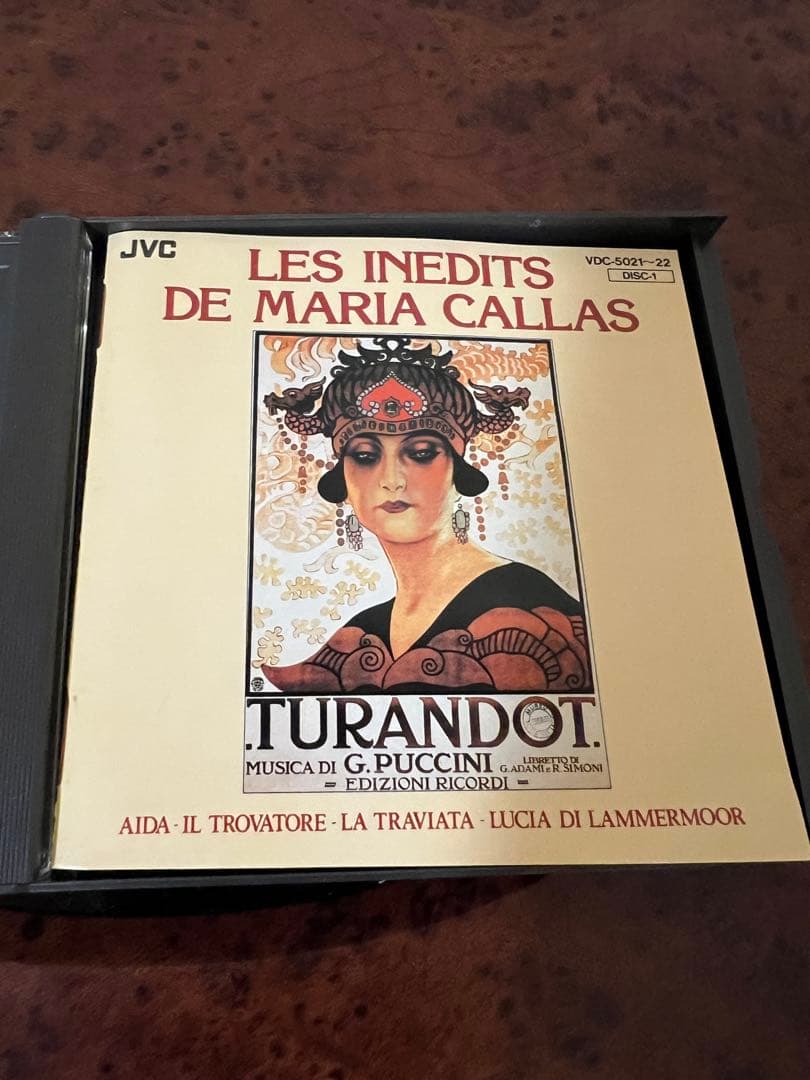 JVC
LES INEDITS
DE MARIA CALLAS
VDC-5021~22
DISC-1
.TURANDOT.
MUSICA DI G. PUCCINI
LIBRETTO DI
G. ADAMI e R. SIMONI
EDIZIONI RICORDI
AIDA - IL TROVATORE - LA TRAVIATA - LUCIA DI LAMMERMOOR